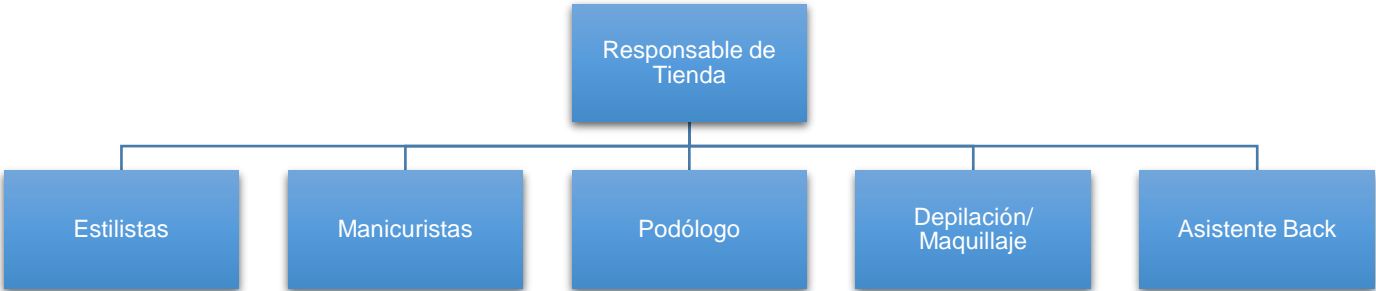 Responsable de
Tienda
Estilistas
Manicuristas
Podólogo
Depilación/
Maquillaje
Asistente Back